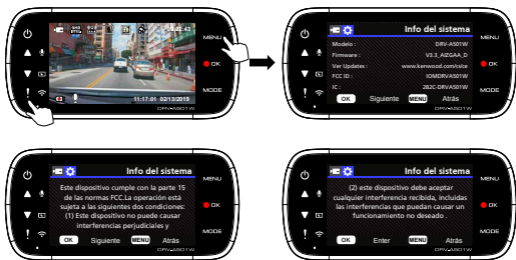 MENU
OK
MODE
11:17:01 02/13/2019
DRV-A501W
Info del sistema
Modelo : DRV-A501W
Firmeware : V3.3_AIZGAA_D
Ver Updates : www.kenwood.com/cs/ce
FCC ID : IOMDRVA501W
IC : 282C-DRVA501W
OK Siguiente MENU Atrás
MENU
OK
MODE
DRV-A501W
Info del sistema
Este dispositivo cumple con la parte 15
de las normas FCC.La operación está
sujeta a las siguientes dos condiciones:
(1) Este dispositivo no puede causar
interferencias perjudiciales y
OK Siguiente MENU Atrás
MENU
OK
MODE
DRV-A501W
Info del sistema
(2) este dispositivo debe aceptar
cualquier interferencia recibida, incluidas
las interferencias que puedan causar un
funcionamiento no deseado .
OK Enter MENU Atrás
MENU
OK
MODE
DRV-A501W